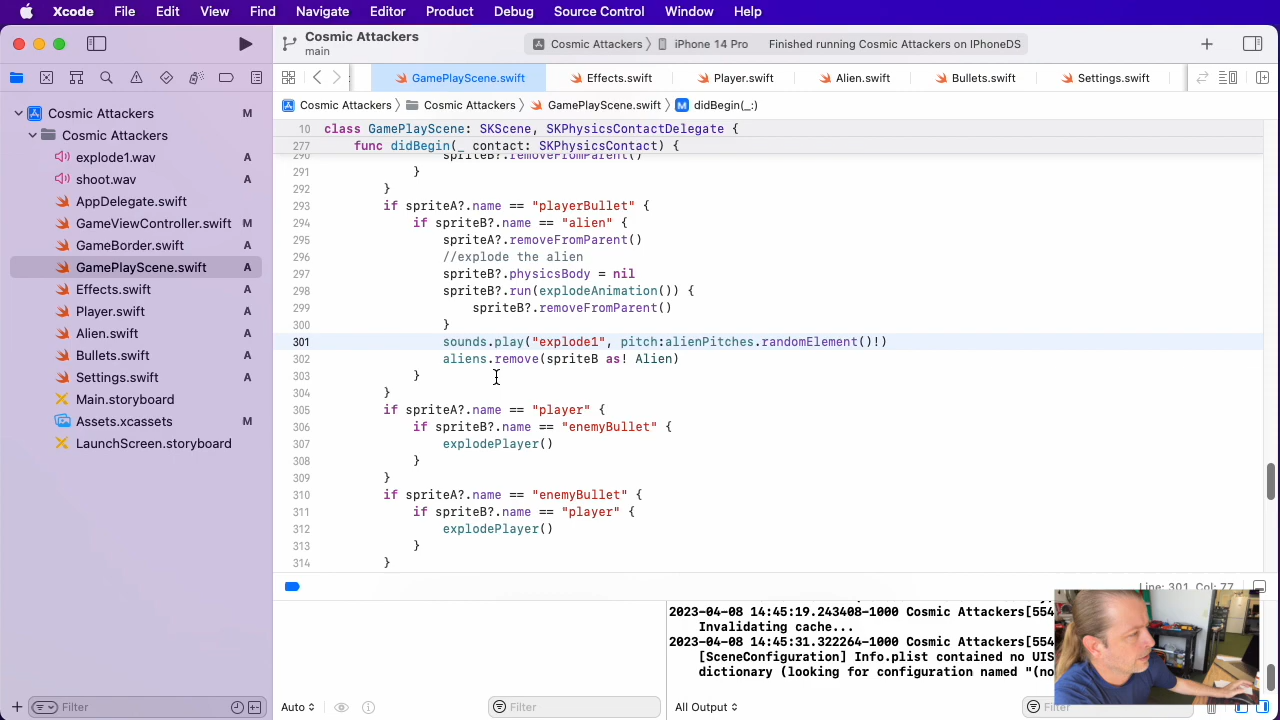 Xcode File Edit View Find Navigate Editor Product Debug Source Control Window Help
Cosmic Attackers
main
Cosmic Attackers iPhone 14 Pro Finished running Cosmic Attackers on IPhoneDS
GamePlayScene.swift Effects.swift Player.swift Alien.swift Bullets.swift Settings.swift
Cosmic Attackers Cosmic Attackers GamePlayScene.swift M didBegin(_:)
Cosmic Attackers M
Cosmic Attackers
explode1.wav A
shoot.wav A
AppDelegate.swift
GameViewController.swift M
GameBorder.swift A
GamePlayScene.swift A
Effects.swift A
Player.swift A
Alien.swift A
Bullets.swift A
Settings.swift A
Main.storyboard
Assets.xcassets M
LaunchScreen.storyboard
Filter
10 class GamePlayScene: SKScene, SKPhysicsContactDelegate {
277 func didBegin(_ contact: SKPhysicsContact) {
290 spriteB?.removeFromParent()
291 }
292 }
293 if spriteA?.name == "playerBullet" {
294 if spriteB?.name == "alien" {
295 spriteA?.removeFromParent()
296 //explode the alien
297 spriteB?.physicsBody = nil
298 spriteB?.run(explodeAnimation()) {
299 spriteB?.removeFromParent()
300 }
301 sounds.play("explode1", pitch:alienPitches.randomElement()!)
302 aliens.remove(spriteB as! Alien)
303 }
304 }
305 if spriteA?.name == "player" {
306 if spriteB?.name == "enemyBullet" {
307 explodePlayer()
308 }
309 }
310 if spriteA?.name == "enemyBullet" {
311 if spriteB?.name == "player" {
312 explodePlayer()
313 }
314 }
Line: 301 Col: 77
2023-04-08 14:45:19.243408-1000 Cosmic Attackers[554
Invalidating cache...
2023-04-08 14:45:31.322264-1000 Cosmic Attackers[554
[SceneConfiguration] Info.plist contained no UIS
dictionary (looking for configuration named "(no
Auto Filter All Output Filter